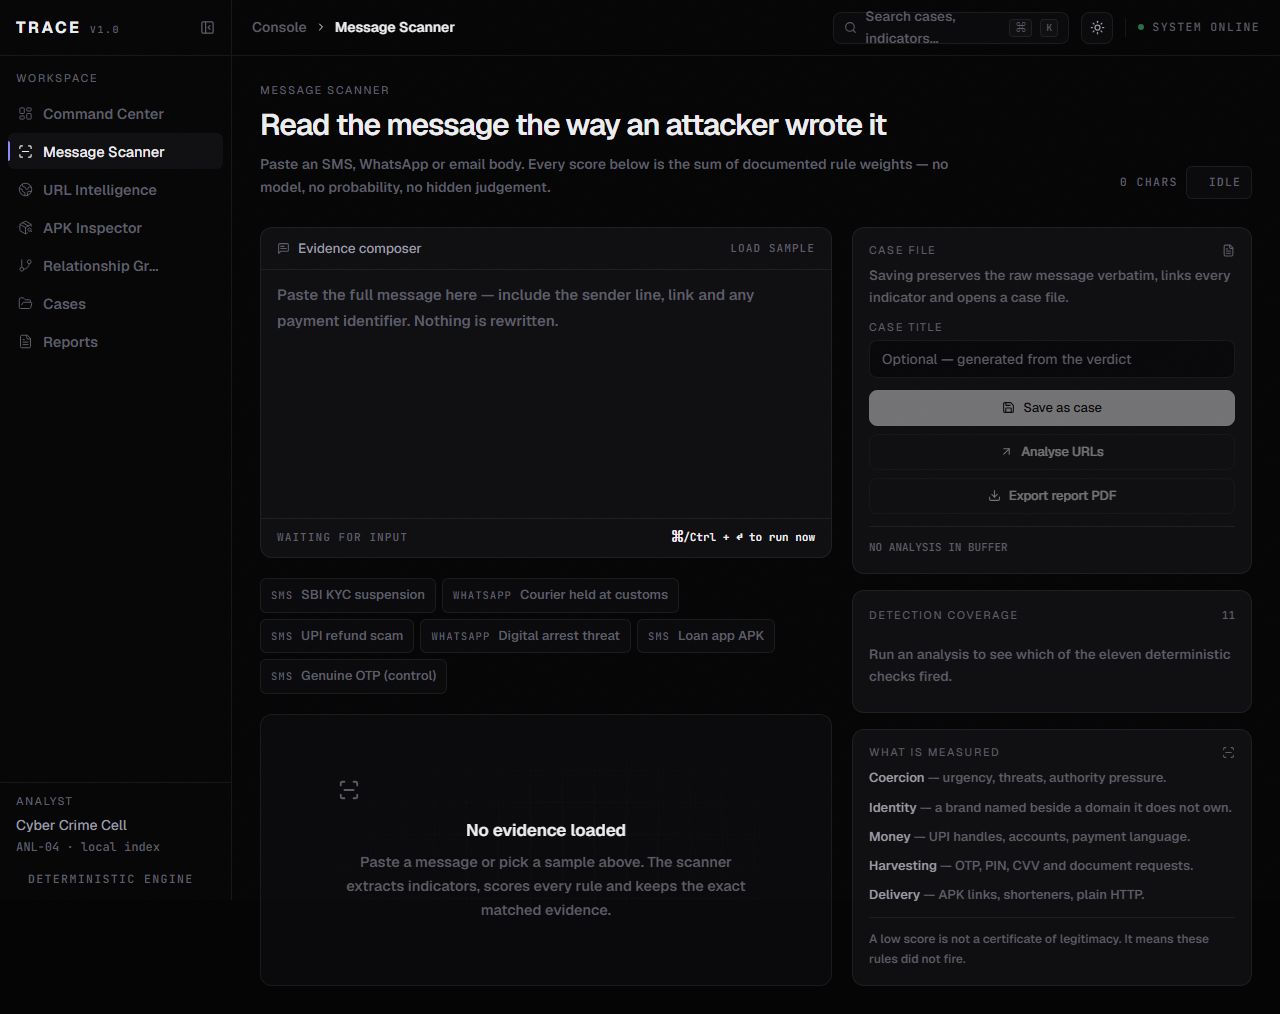 TRACE V1.0
Console > Message Scanner
Search cases, indicators…
⌘ K
SYSTEM ONLINE
WORKSPACE
Command Center
Message Scanner
URL Intelligence
APK Inspector
Relationship Gr…
Cases
Reports
ANALYST
Cyber Crime Cell
ANL-04 · local index
DETERMINISTIC ENGINE
MESSAGE SCANNER
Read the message the way an attacker wrote it
Paste an SMS, WhatsApp or email body. Every score below is the sum of documented rule weights — no
model, no probability, no hidden judgement.
0 CHARS
IDLE
Evidence composer
LOAD SAMPLE
Paste the full message here — include the sender line, link and any
payment identifier. Nothing is rewritten.
WAITING FOR INPUT
⌘/Ctrl + ⏎ to run now
SMS SBI KYC suspension
WHATSAPP Courier held at customs
SMS UPI refund scam
WHATSAPP Digital arrest threat
SMS Loan app APK
SMS Genuine OTP (control)
No evidence loaded
Paste a message or pick a sample above. The scanner
extracts indicators, scores every rule and keeps the exact
matched evidence.
CASE FILE
Saving preserves the raw message verbatim, links every
indicator and opens a case file.
CASE TITLE
Optional — generated from the verdict
Save as case
Analyse URLs
Export report PDF
NO ANALYSIS IN BUFFER
DETECTION COVERAGE 11
Run an analysis to see which of the eleven deterministic
checks fired.
WHAT IS MEASURED
Coercion — urgency, threats, authority pressure.
Identity — a brand named beside a domain it does not own.
Money — UPI handles, accounts, payment language.
Harvesting — OTP, PIN, CVV and document requests.
Delivery — APK links, shorteners, plain HTTP.
A low score is not a certificate of legitimacy. It means these
rules did not fire.